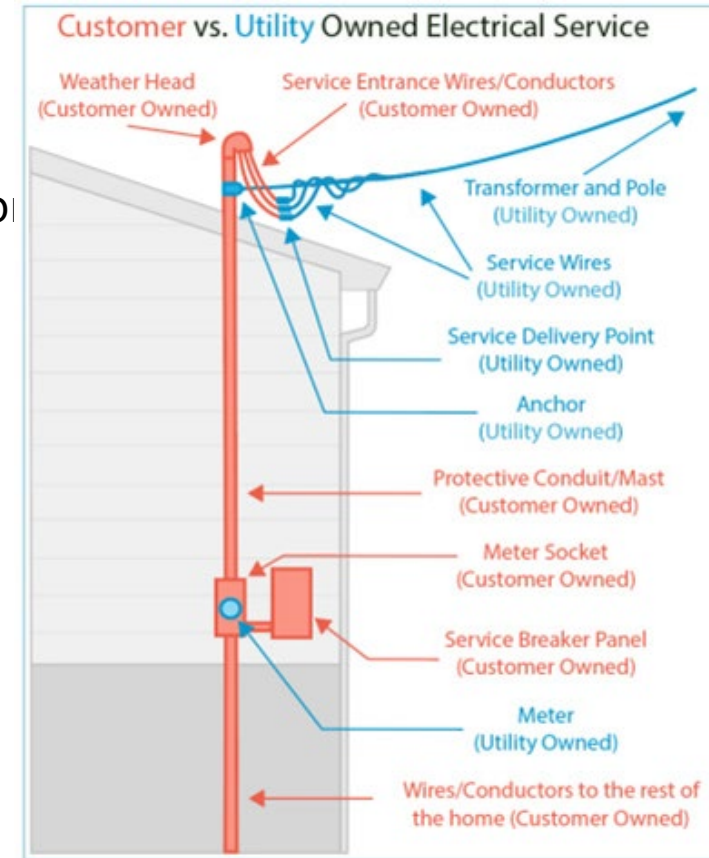 Customer vs. Utility Owned Electrical Service
Weather Head
(Customer Owned)
Service Entrance Wires/Conductors
(Customer Owned)
Transformer and Pole
(Utility Owned)
Service Wires
(Utility Owned)
Service Delivery Point
(Utility Owned)
Anchor
(Utility Owned)
Protective Conduit/Mast
(Customer Owned)
Meter Socket
(Customer Owned)
Service Breaker Panel
(Customer Owned)
Meter
(Utility Owned)
Wires/Conductors to the rest of
the home (Customer Owned)